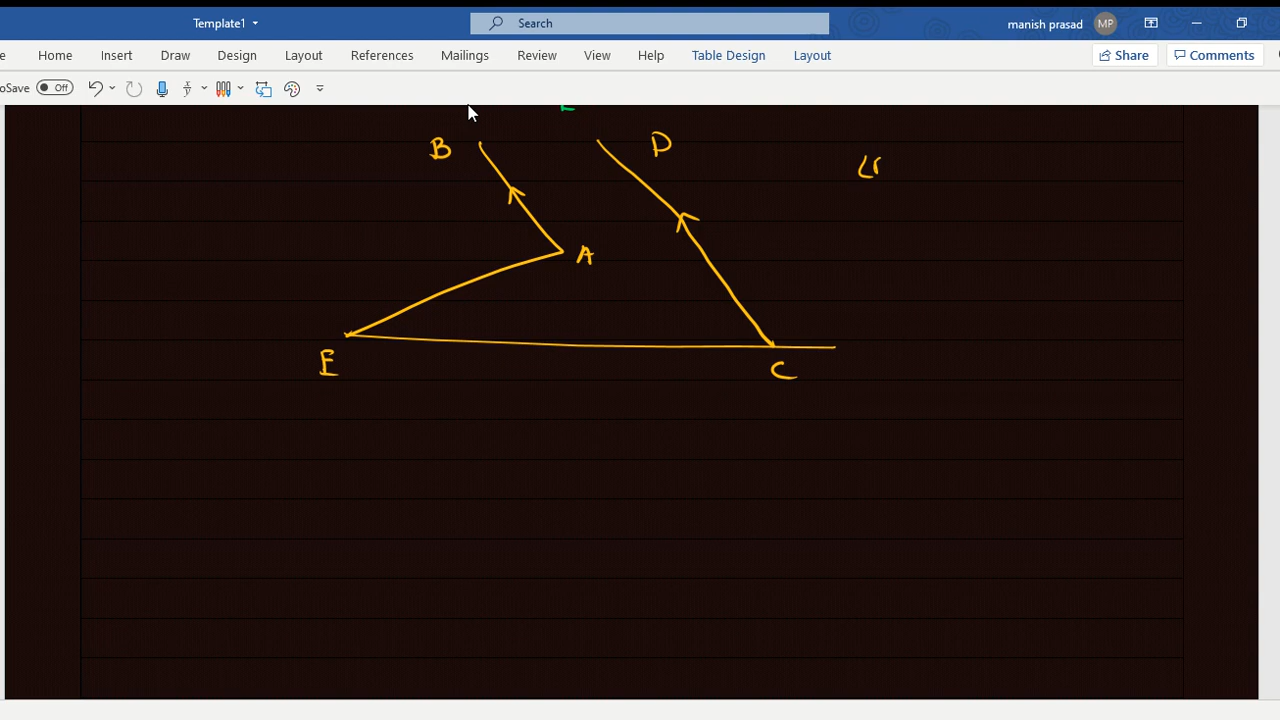 Template1
Search
manish prasad
MP
Home Insert Draw Design Layout References Mailings Review View Help Table Design Layout
Share
Comments
oSave Off
B
D
A
E
C